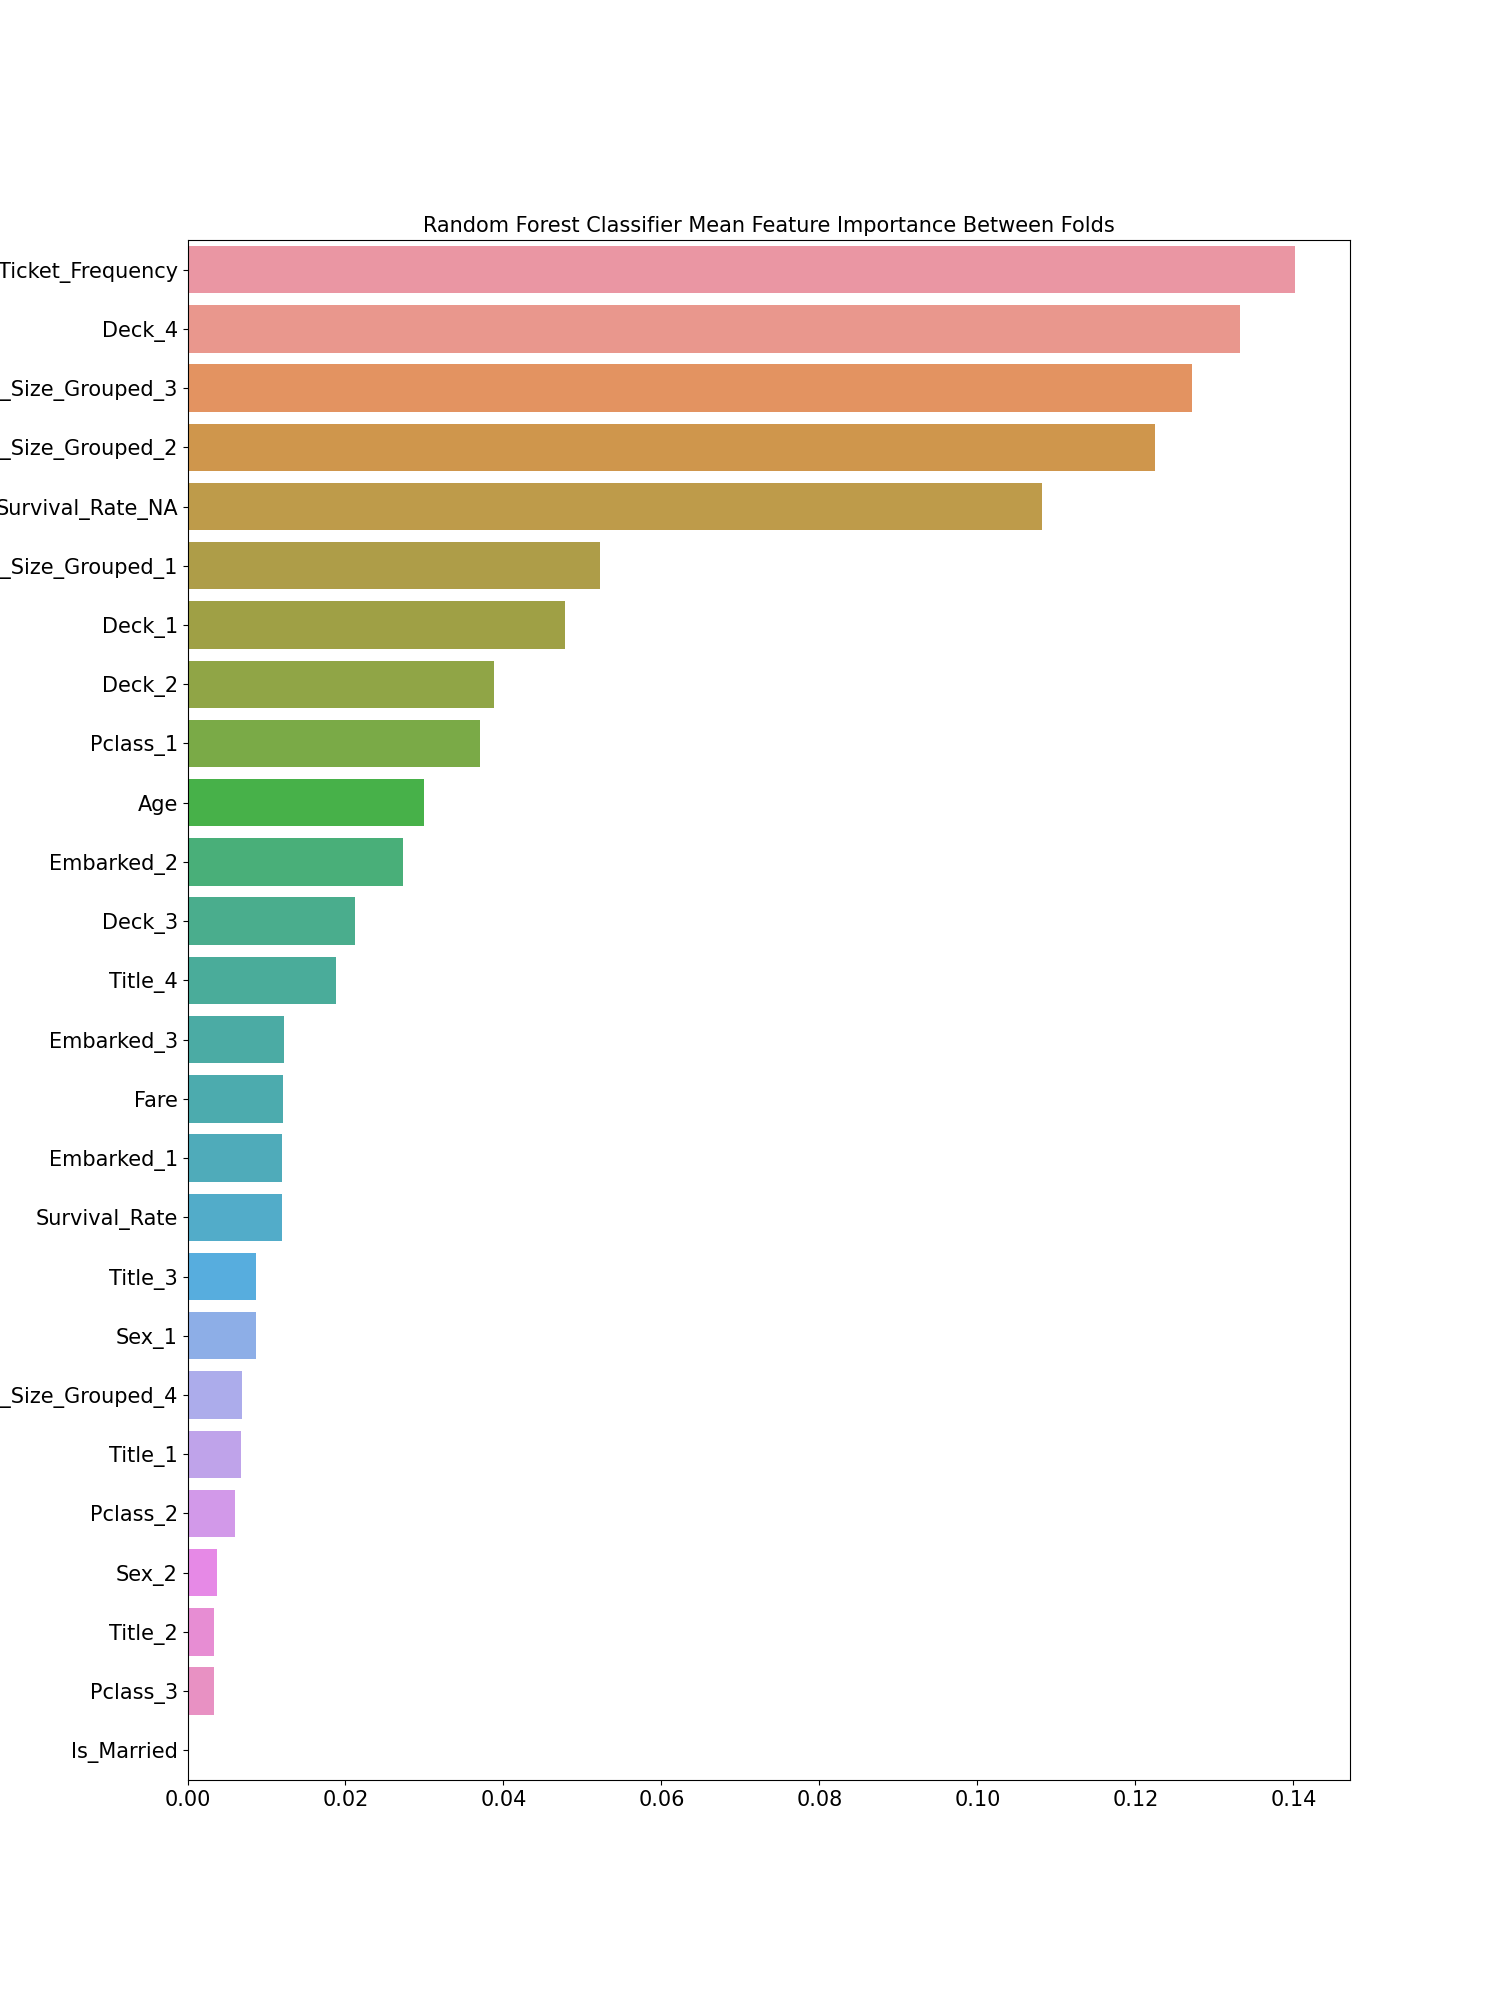 Random Forest Classifier Mean Feature Importance Between Folds
Ticket_Frequency
Deck_4
_Size_Grouped_3
_Size_Grouped_2
Survival_Rate_NA
_Size_Grouped_1
Deck_1
Deck_2
Pclass_1
Age
Embarked_2
Deck_3
Title_4
Embarked_3
Fare
Embarked_1
Survival_Rate
Title_3
Sex_1
_Size_Grouped_4
Title_1
Pclass_2
Sex_2
Title_2
Pclass_3
Is_Married
0.00 0.02 0.04 0.06 0.08 0.10 0.12 0.14